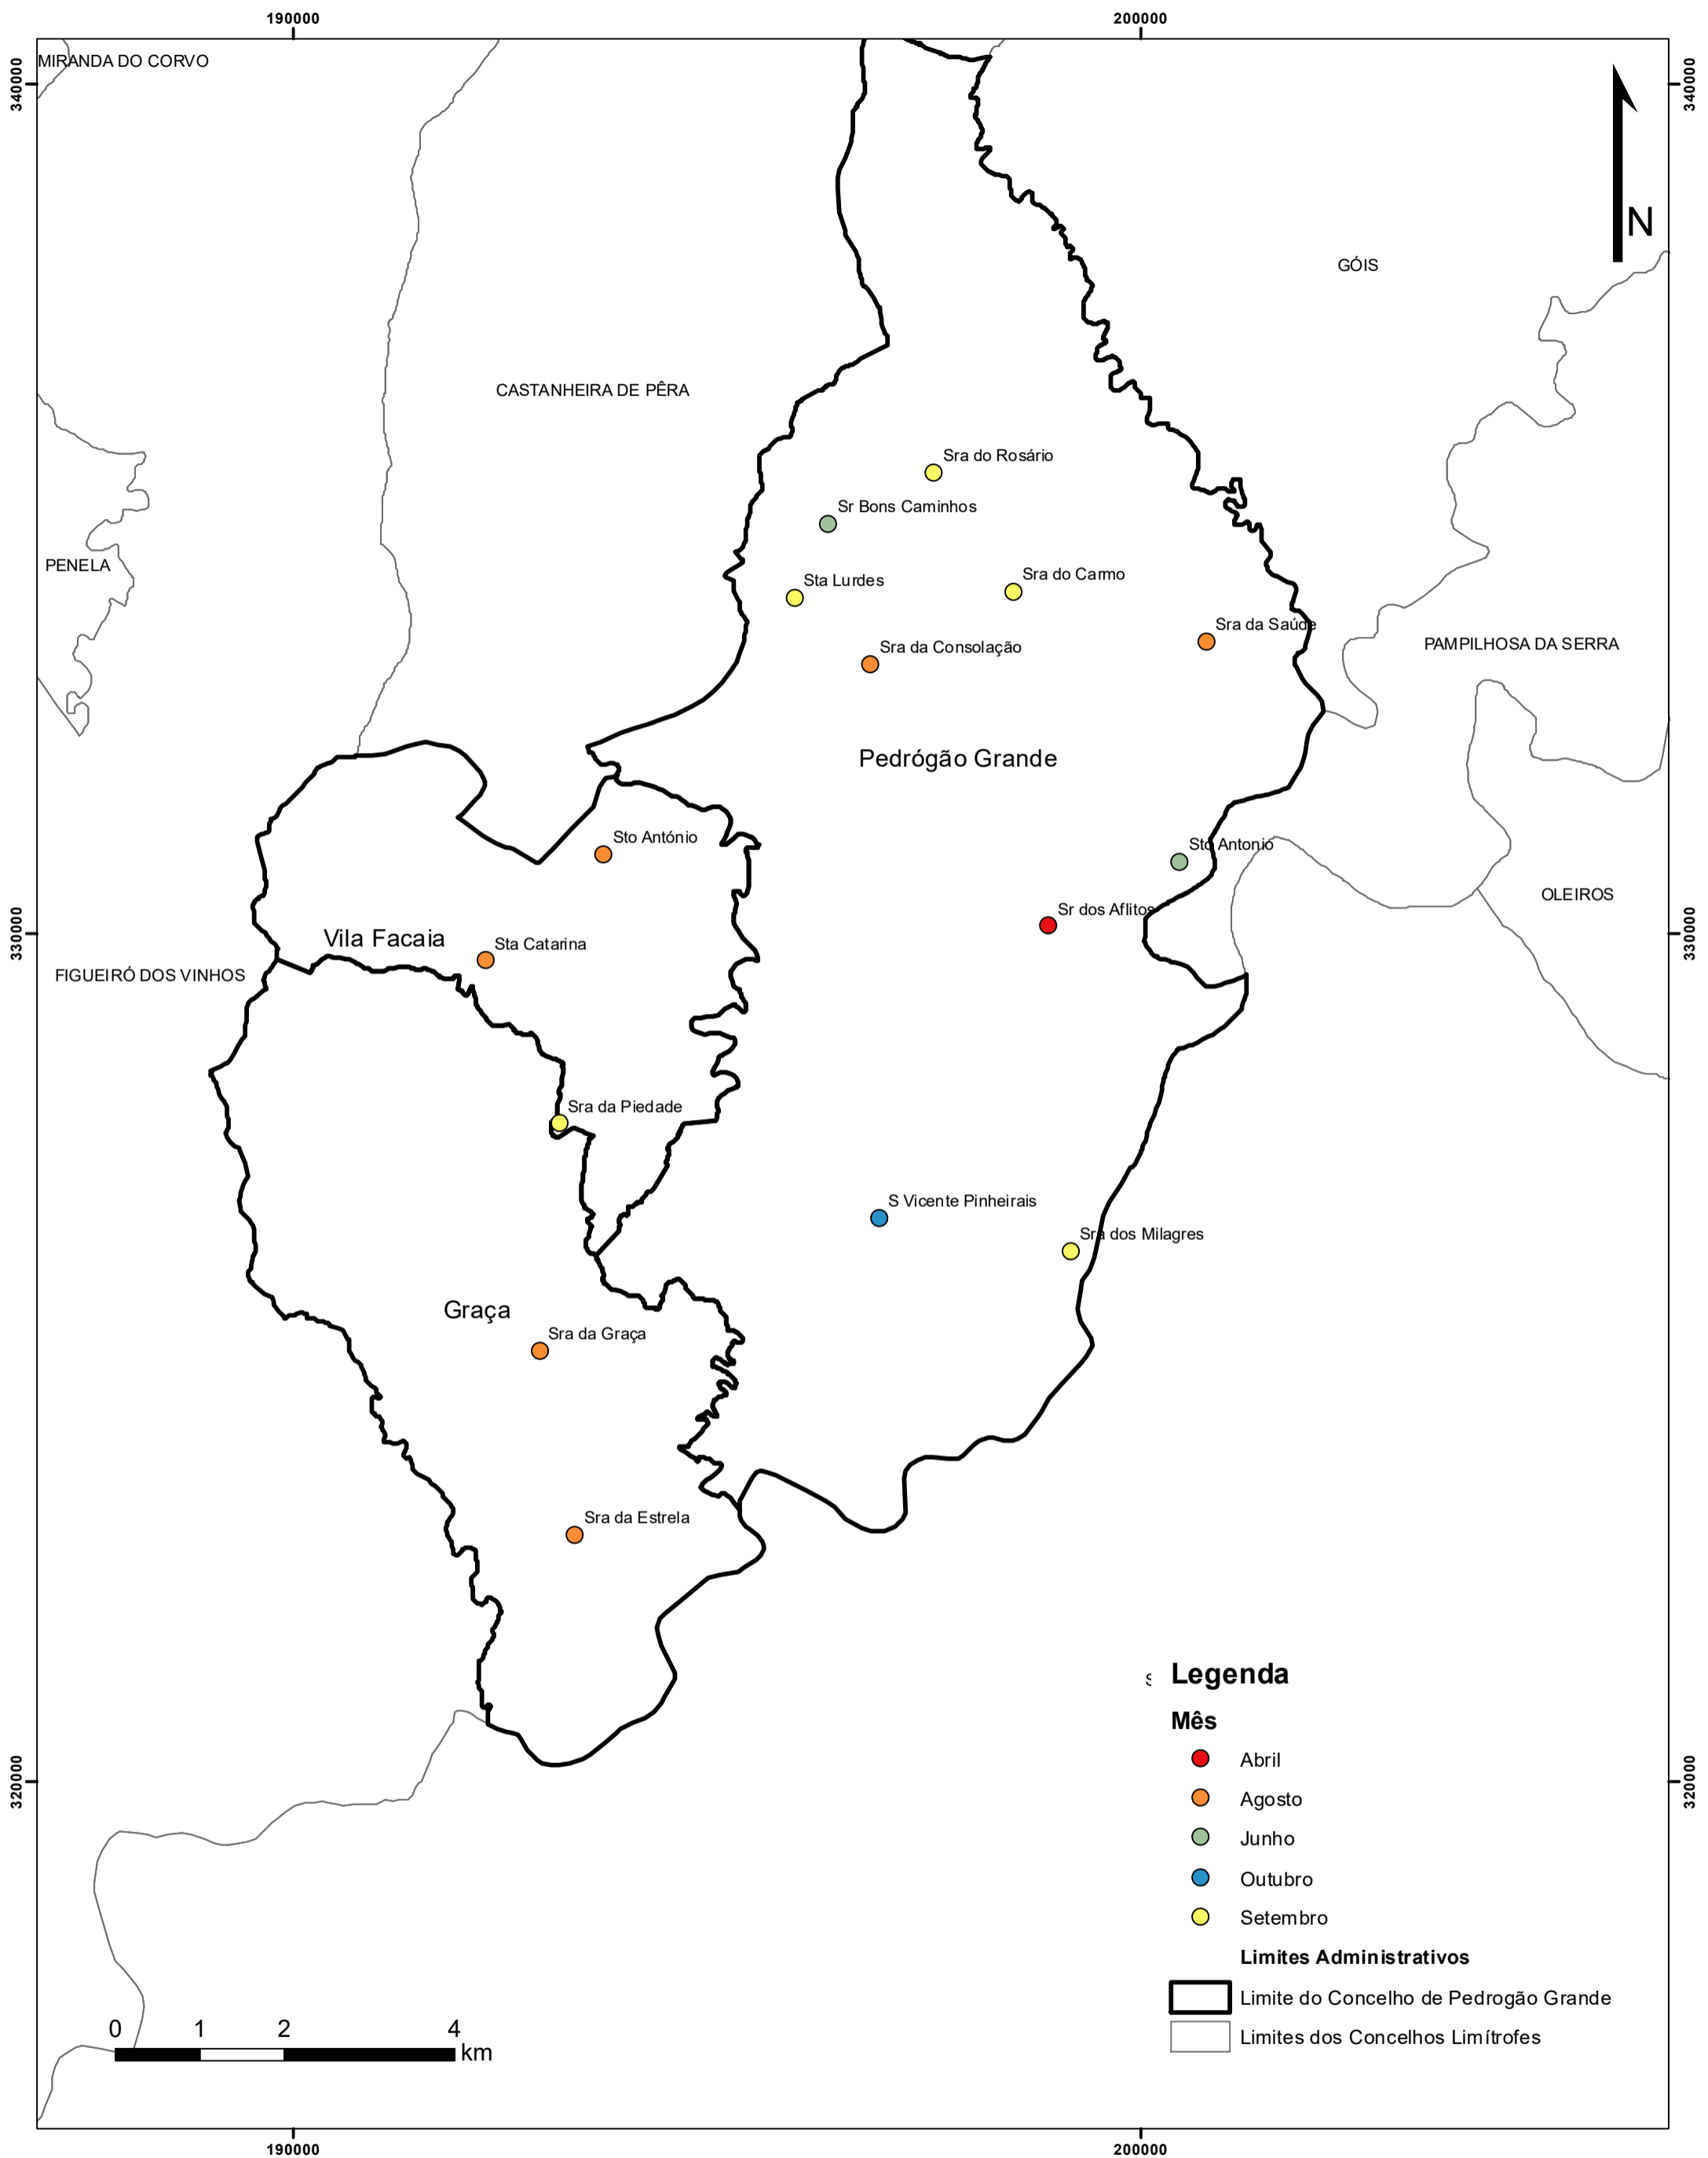 190000
200000
MIRANDA DO CORVO
340000
340000
N
GÓIS
CASTANHEIRA DE PÊRA
Sra do Rosário
Sr Bons Caminhos
PENELA
Sta Lurdes
Sra do Carmo
Sra da Saúde
Sra da Consolação
PAMPILHOSA DA SERRA
Pedrógão Grande
Sto António
Sto Antonio
OLEIROS
Sr dos Aflitos
330000
Vila Facaia
Sta Catarina
330000
FIGUEIRÓ DOS VINHOS
Sra da Piedade
S Vicente Pinheirais
Sra dos Milagres
Graça
Sra da Graça
Sra da Estrela
Legenda
Mês
Abril
320000
320000
Agosto
Junho
Outubro
Setembro
Limites Administrativos
Limite do Concelho de Pedrogão Grande
Limites dos Concelhos Limítrofes
0 1 2 4
km
190000
200000